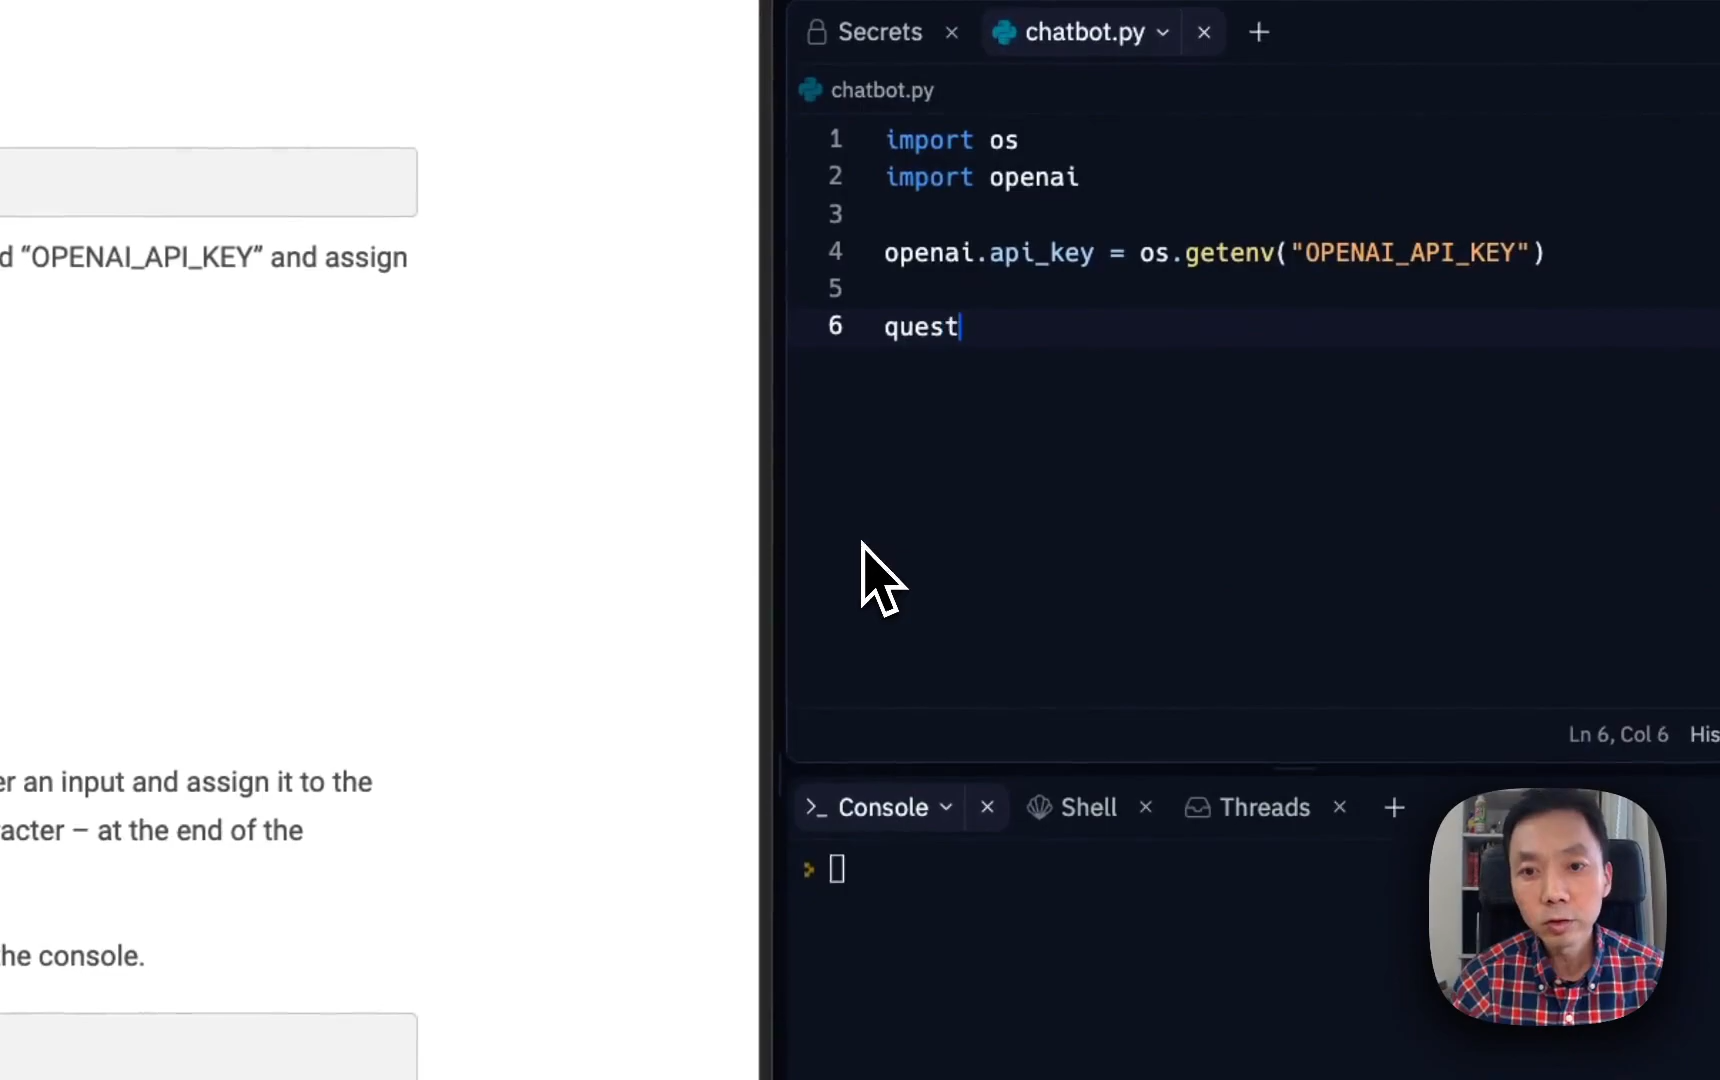 d “OPENAI_API_KEY” and assign
er an input and assign it to the
acter – at the end of the
he console.
Secrets
chatbot.py
chatbot.py
1 import os
2 import openai
3
4 openai.api_key = os.getenv("OPENAI_API_KEY")
5
6 quest
Ln 6, Col 6 His
>_ Console
Shell
Threads
>